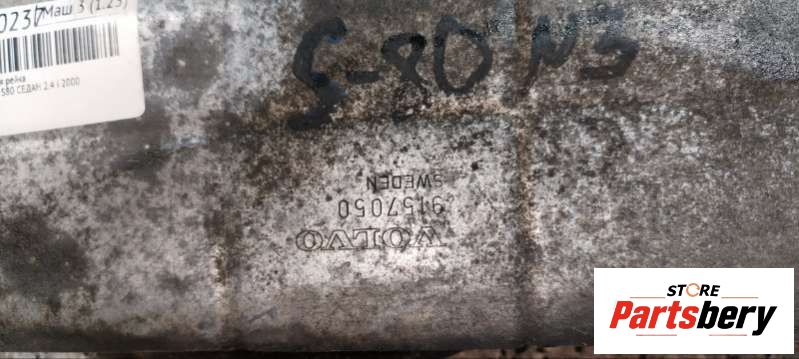 0237 Маш 3 (1.23)
рейка
S80 СЕДАН 2.4 i 2000
S-80 N3
VOLVO
9157050
SWEDEN
STORE
Partsbery